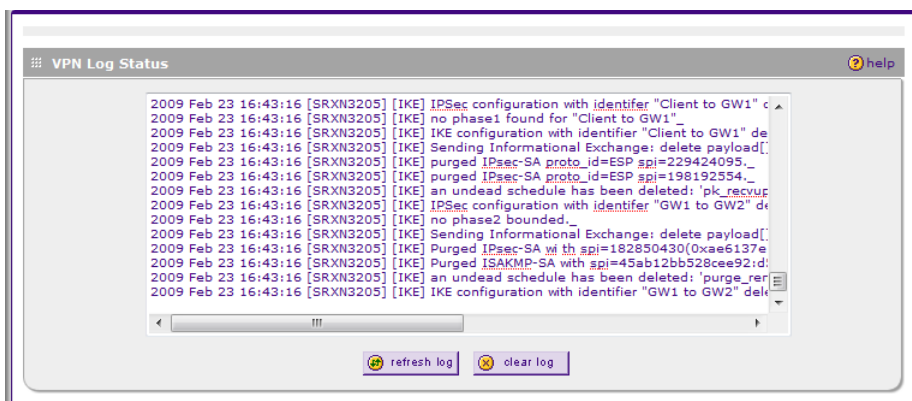 VPN Log Status
help
2009 Feb 23 16:43:16 [SRXN3205] [IKE] IPSec configuration with identifer "Client to GW1"
2009 Feb 23 16:43:16 [SRXN3205] [IKE] no phase1 found for "Client to GW1"._
2009 Feb 23 16:43:16 [SRXN3205] [IKE] IKE configuration with identifier "Client to GW1" de
2009 Feb 23 16:43:16 [SRXN3205] [IKE] Sending Informational Exchange: delete payload[]
2009 Feb 23 16:43:16 [SRXN3205] [IKE] purged IPsec-SA proto_id=ESP spi=229424095._
2009 Feb 23 16:43:16 [SRXN3205] [IKE] purged IPsec-SA proto_id=ESP spi=198192554._
2009 Feb 23 16:43:16 [SRXN3205] [IKE] an undead schedule has been deleted: 'pk_recvup
2009 Feb 23 16:43:16 [SRXN3205] [IKE] IPSec configuration with identifer "GW1 to GW2" de
2009 Feb 23 16:43:16 [SRXN3205] [IKE] no phase2 bounded._
2009 Feb 23 16:43:16 [SRXN3205] [IKE] Sending Informational Exchange: delete payload[]
2009 Feb 23 16:43:16 [SRXN3205] [IKE] Purged IPsec-SA wi th spi=182850430(0xae6137e
2009 Feb 23 16:43:16 [SRXN3205] [IKE] Purged ISAKMP-SA with spi=45ab12bb528cee92:d
2009 Feb 23 16:43:16 [SRXN3205] [IKE] an undead schedule has been deleted: 'purge_rer
2009 Feb 23 16:43:16 [SRXN3205] [IKE] IKE configuration with identifier "GW1 to GW2" dele
refresh log
clear log